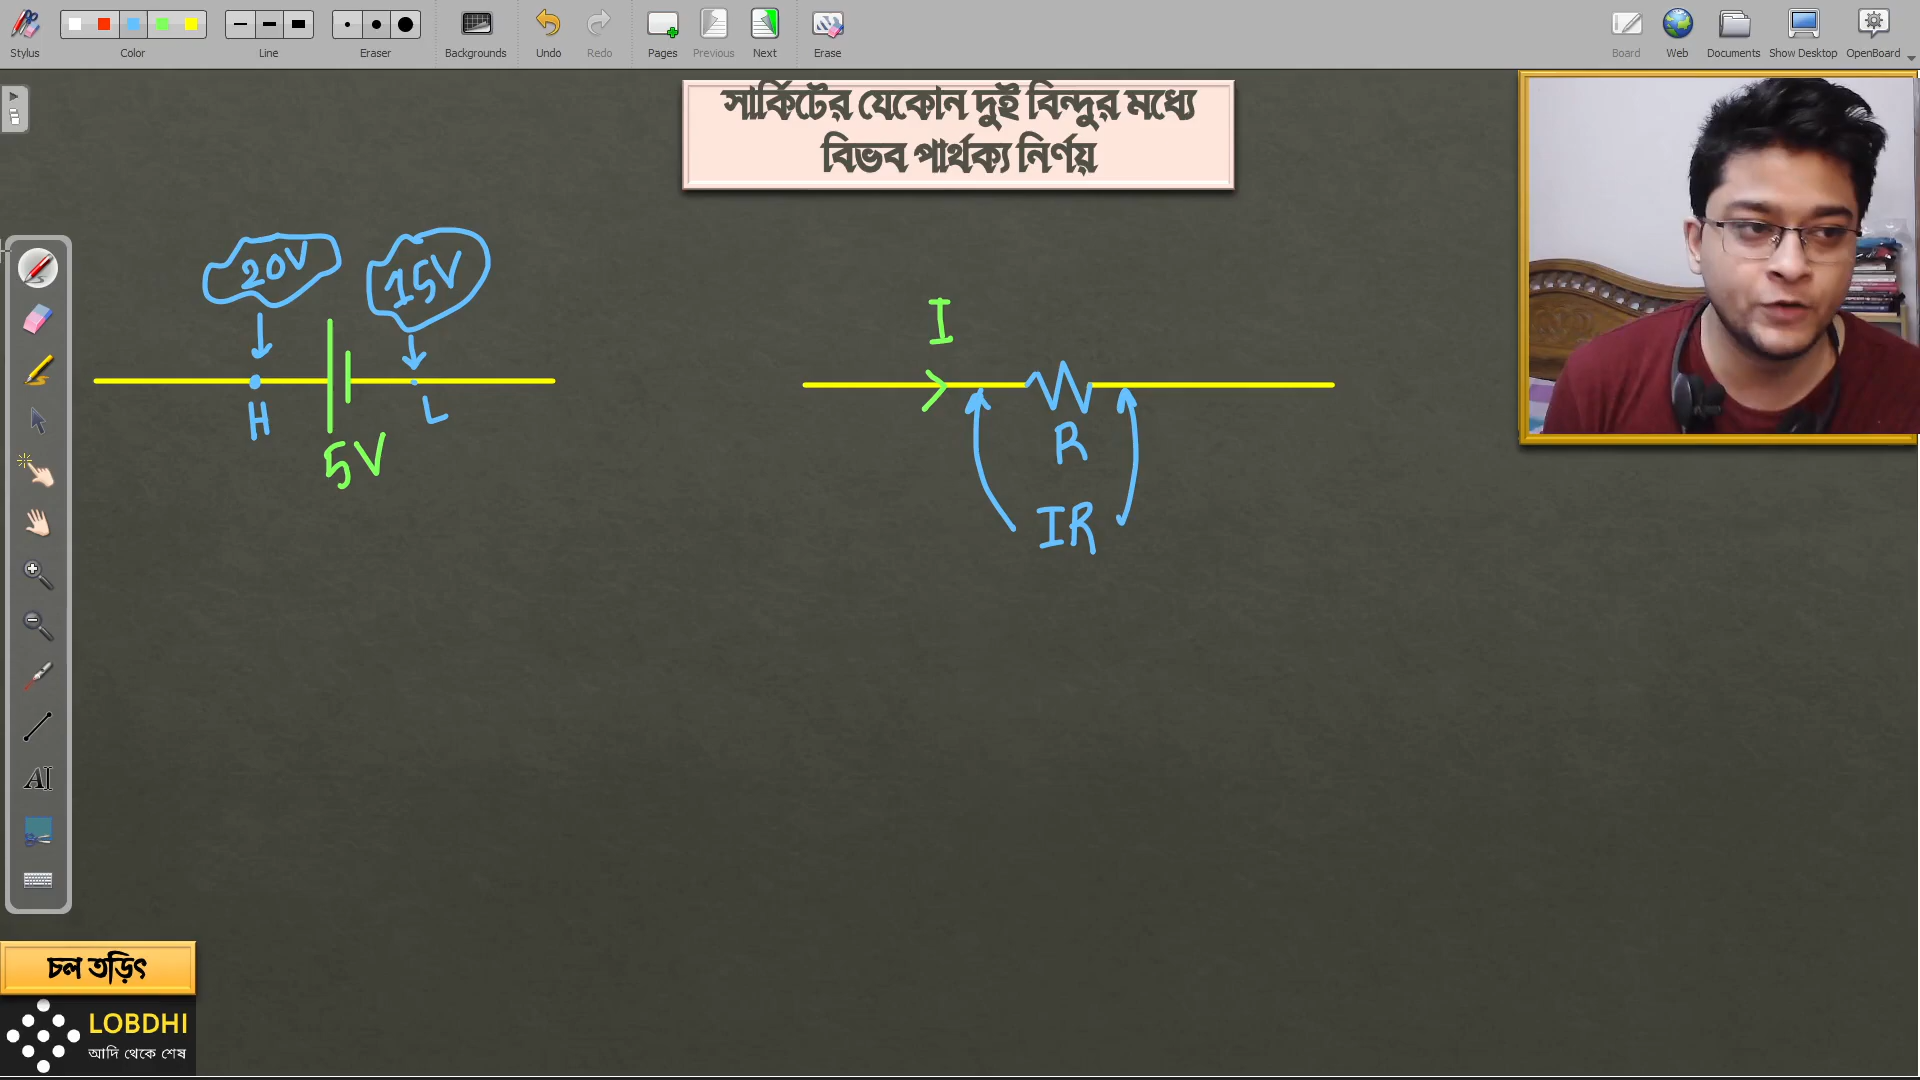 Stylus
Color
Line
Eraser
Backgrounds
Undo
Redo
Pages
Previous
Next
Erase
Board
Web
Documents
Show Desktop
OpenBoard
সার্কিটের যেকোন দুই বিন্দুর মধ্যে
বিভব পার্থক্য নির্ণয়
20V
15V
H
L
5V
I
R
IR
AI
চল তড়িৎ
LOBDHI
আদি থেকে শেষ